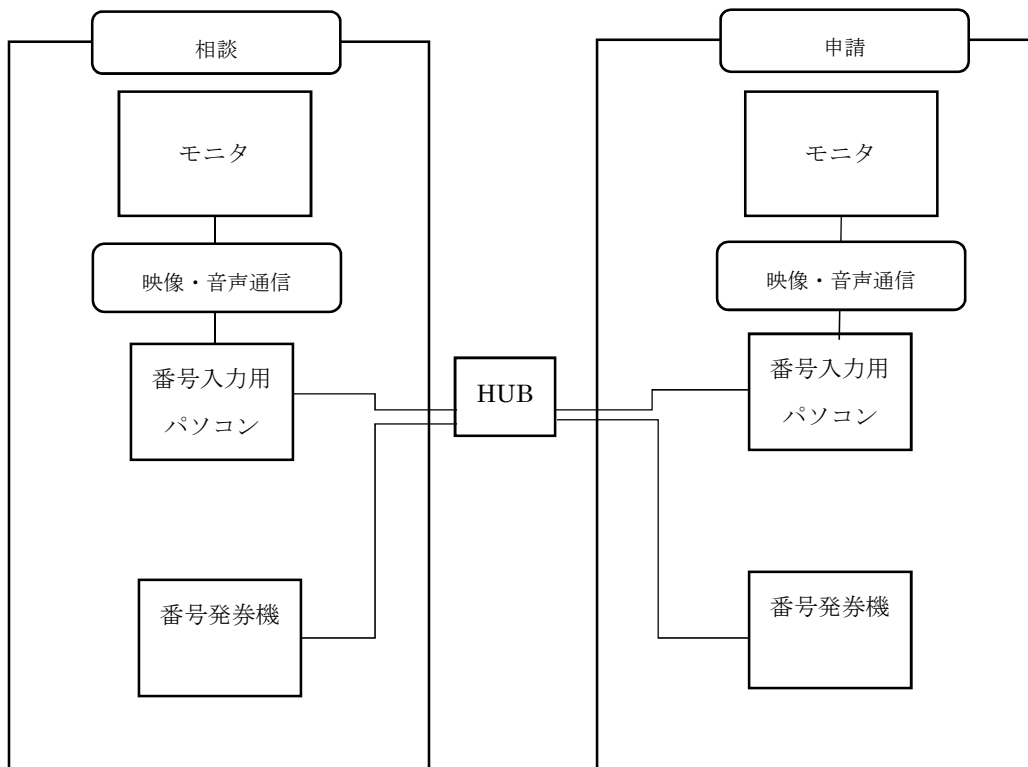 相談
モニタ
映像・音声通信
番号入力用
パソコン
番号発券機
HUB
申請
モニタ
映像・音声通信
番号入力用
パソコン
番号発券機